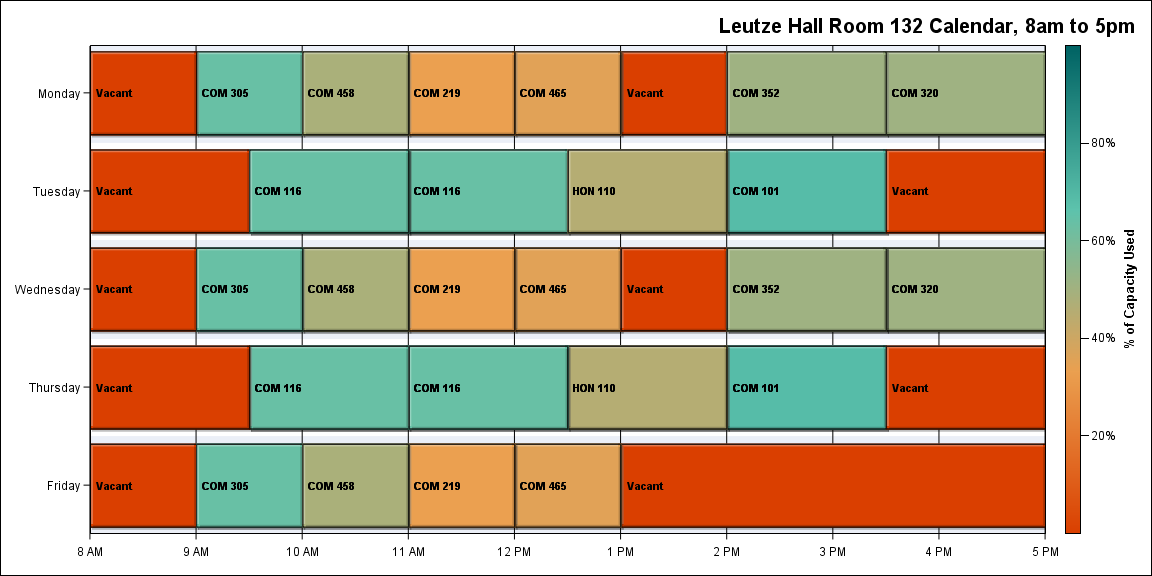 Leutze Hall Room 132 Calendar, 8am to 5pm
Monday
Vacant
COM 305
COM 458
COM 219
COM 465
Vacant
COM 352
COM 320
Tuesday
Vacant
COM 116
COM 116
HON 110
COM 101
Vacant
Wednesday
Vacant
COM 305
COM 458
COM 219
COM 465
Vacant
COM 352
COM 320
Thursday
Vacant
COM 116
COM 116
HON 110
COM 101
Vacant
Friday
Vacant
COM 305
COM 458
COM 219
COM 465
Vacant
8 AM
9 AM
10 AM
11 AM
12 PM
1 PM
2 PM
3 PM
4 PM
5 PM
80%
60%
40%
20%
% of Capacity Used